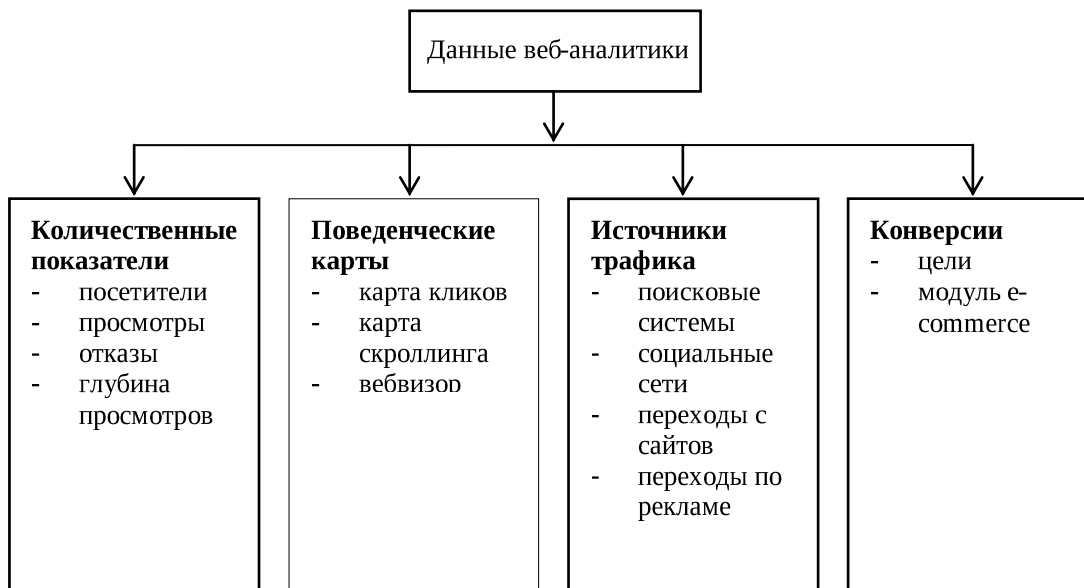 Данные веб-аналитики
Количественные
показатели
- посетители
- просмотры
- отказы
- глубина
просмотров
Поведенческие
карты
- карта кликов
- карта
скроллинга
- вебвизор
Источники
трафика
- поисковые
системы
- социальные
сети
- переходы с
сайтов
- переходы по
рекламе
Конверсии
- цели
- модуль e-
commerce